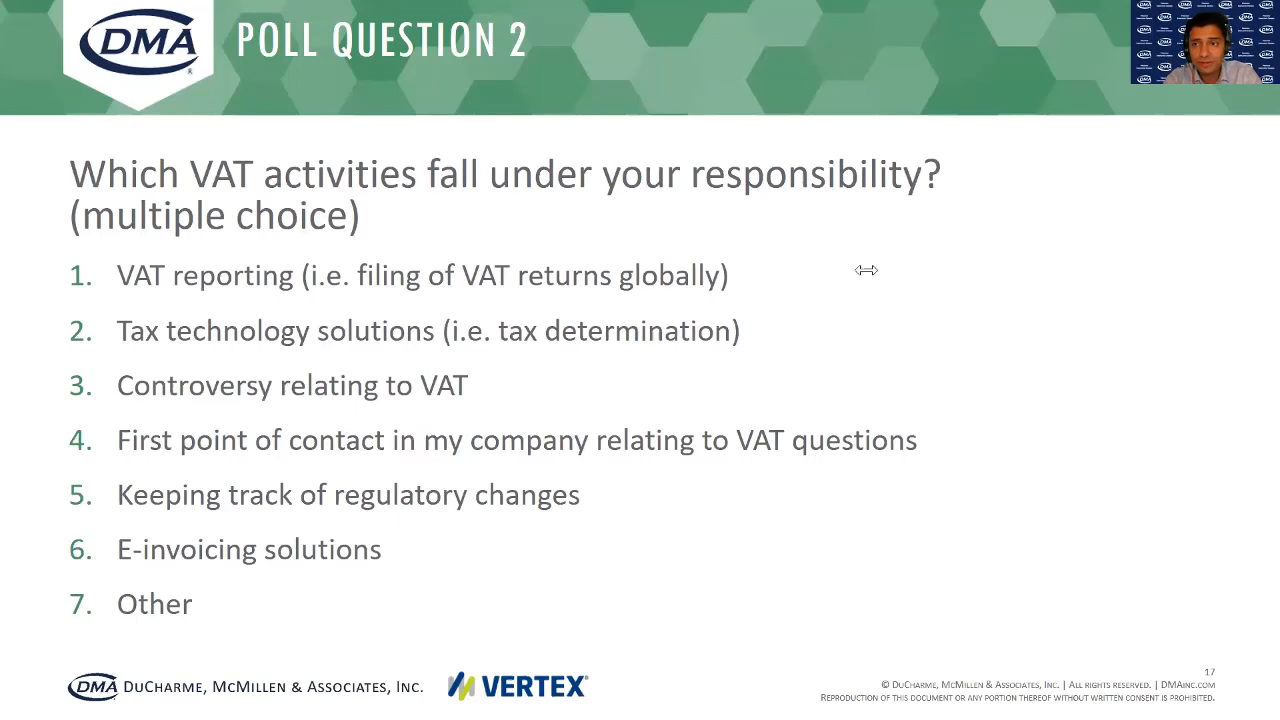 DMA
POLL QUESTION 2
Which VAT activities fall under your responsibility?
(multiple choice)
1. VAT reporting (i.e. filing of VAT returns globally)
2. Tax technology solutions (i.e. tax determination)
3. Controversy relating to VAT
4. First point of contact in my company relating to VAT questions
5. Keeping track of regulatory changes
6. E-invoicing solutions
7. Other
DMA DUCHARME, MCMILLEN & ASSOCIATES, INC.
VERTEX
17
© DUCHARME, MCMILLEN & ASSOCIATES, INC. | ALL RIGHTS RESERVED. | DMAINC.COM
REPRODUCTION OF THIS DOCUMENT OR ANY PORTION THEREOF WITHOUT WRITTEN CONSENT IS PROHIBITED.